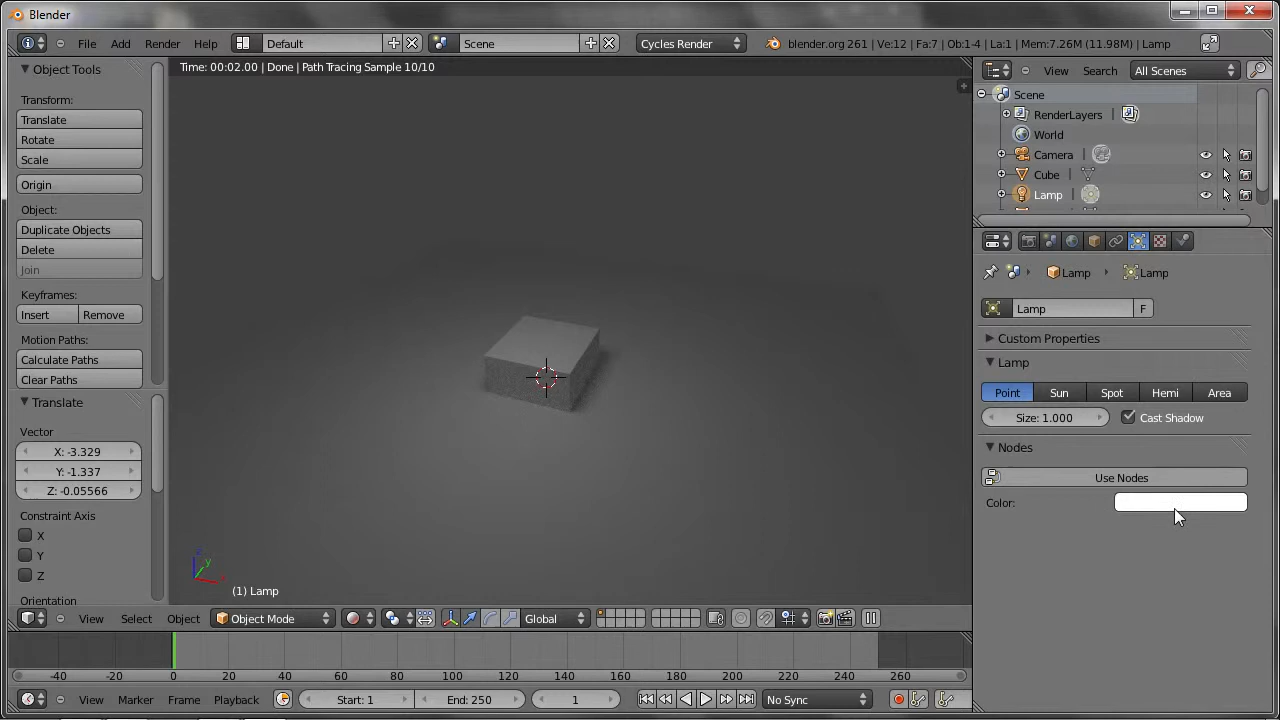 Blender
File Add Render Help Default Scene Cycles Render blender.org 261 | Ve:12 | Fa:7 | Ob:1-4 | La:1 | Mem:7.26M (11.98M) | Lamp
Object Tools
Time: 00:02.00 | Done | Path Tracing Sample 10/10
View Search All Scenes
Transform:
Translate
Rotate
Scale
Origin
Object:
Duplicate Objects
Delete
Join
Keyframes:
Insert Remove
Motion Paths:
Calculate Paths
Clear Paths
Translate
Vector
X: -3.329
Y: -1.337
Z: -0.05566
Constraint Axis
X
Y
Z
Orientation
z
y
x
(1) Lamp
View Select Object Object Mode Global
-40 -20 0 20 40 60 80 100 120 140 160 180 200 220 240 260
View Marker Frame Playback Start: 1 End: 250 1 No Sync
Scene
RenderLayers |
World
Camera |
Cube |
Lamp |
Lamp Lamp
Lamp F
Custom Properties
Lamp
Point Sun Spot Hemi Area
Size: 1.000 Cast Shadow
Nodes
Use Nodes
Color: